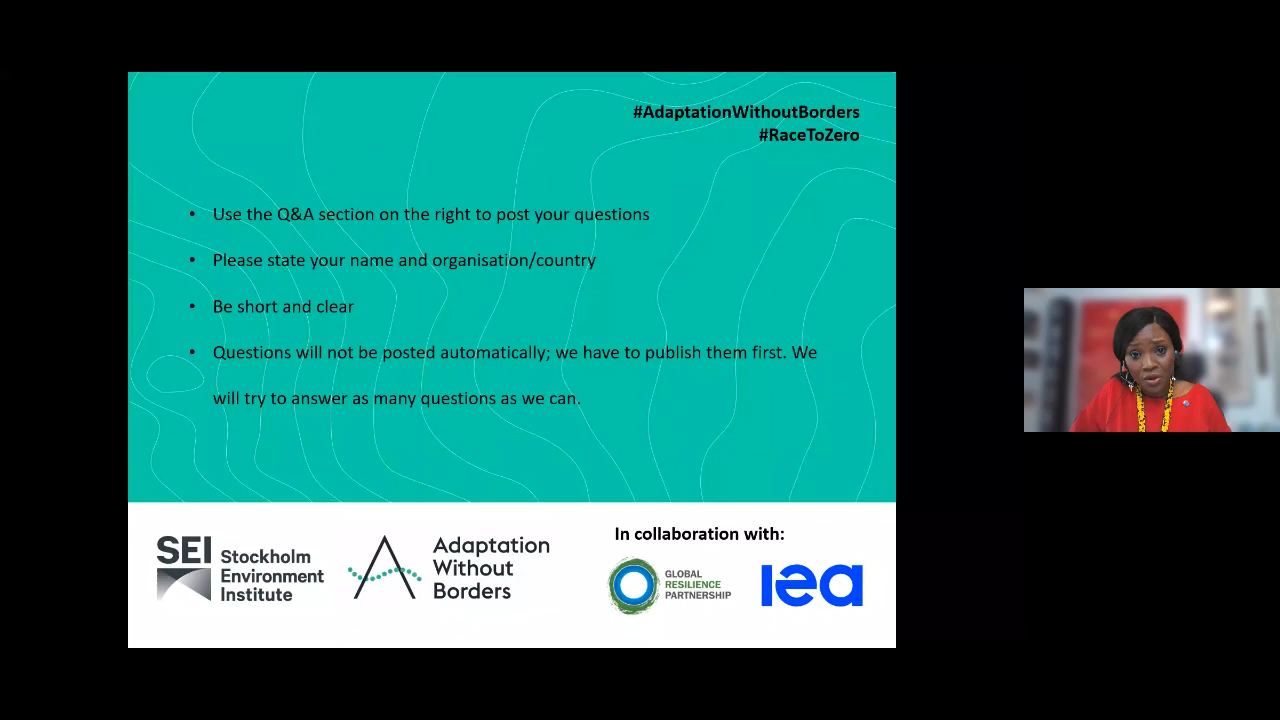 #AdaptationWithoutBorders
#RaceToZero
• Use the Q&A section on the right to post your questions
• Please state your name and organisation/country
• Be short and clear
• Questions will not be posted automatically; we have to publish them first. We
will try to answer as many questions as we can.
SEI
Stockholm
Environment
Institute
Adaptation
Without
Borders
In collaboration with:
GLOBAL
RESILIENCE
PARTNERSHIP
iea